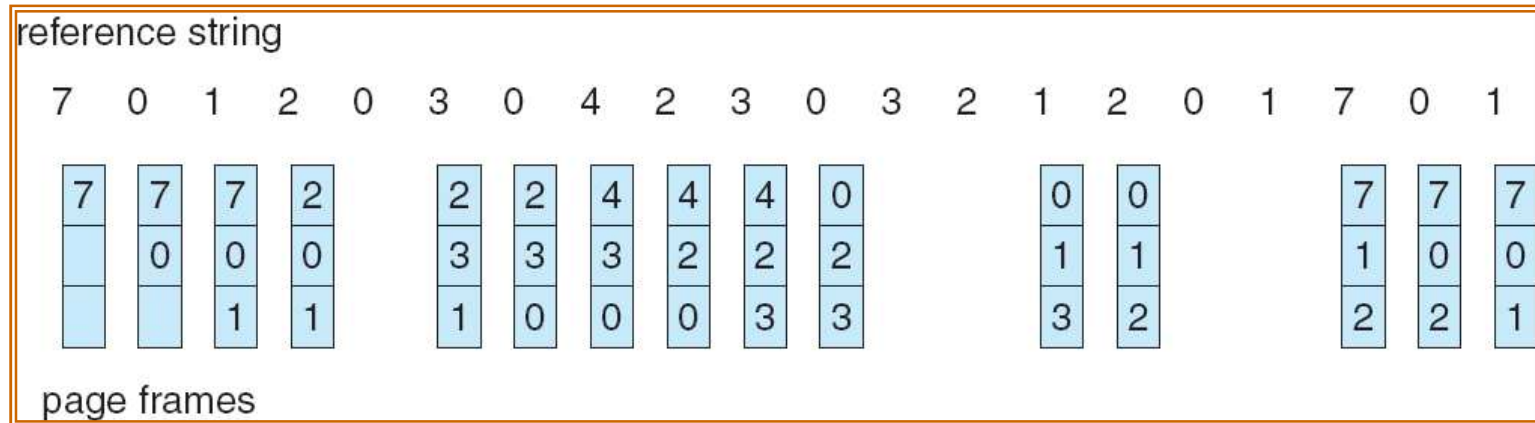 reference string
7 0 1 2 0 3 0 4 2 3 0 3 2 1 2 0 1 7 0 1
7 7 7 2 2 2 4 4 4 0 0 0 7 7 7
0 0 0 3 3 3 2 2 2 1 1 1 0 0
1 1 1 0 0 0 3 3 3 2 2 2 1
page frames